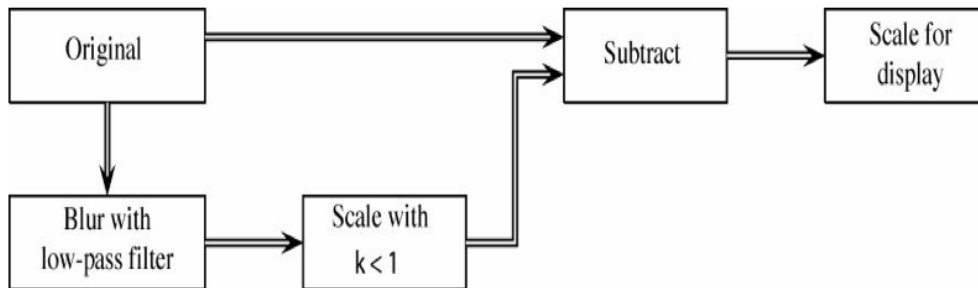 Original
Subtract
Scale for
display
Blur with
low-pass filter
Scale with
k < 1